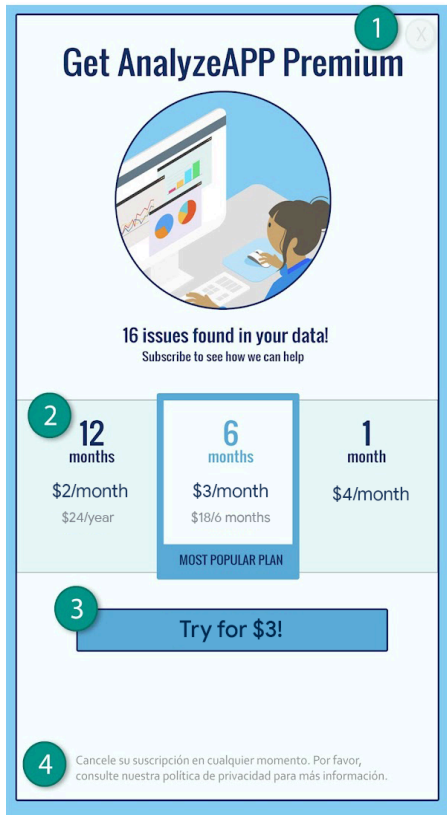 1
X
Get AnalyzeAPP Premium
16 issues found in your data!
Subscribe to see how we can help
2
12
months
$2/month
$24/year
6
months
$3/month
$18/6 months
MOST POPULAR PLAN
1
month
$4/month
3
Try for $3!
4
Cancele su suscripción en cualquier momento. Por favor,
consulte nuestra política de privacidad para más información.